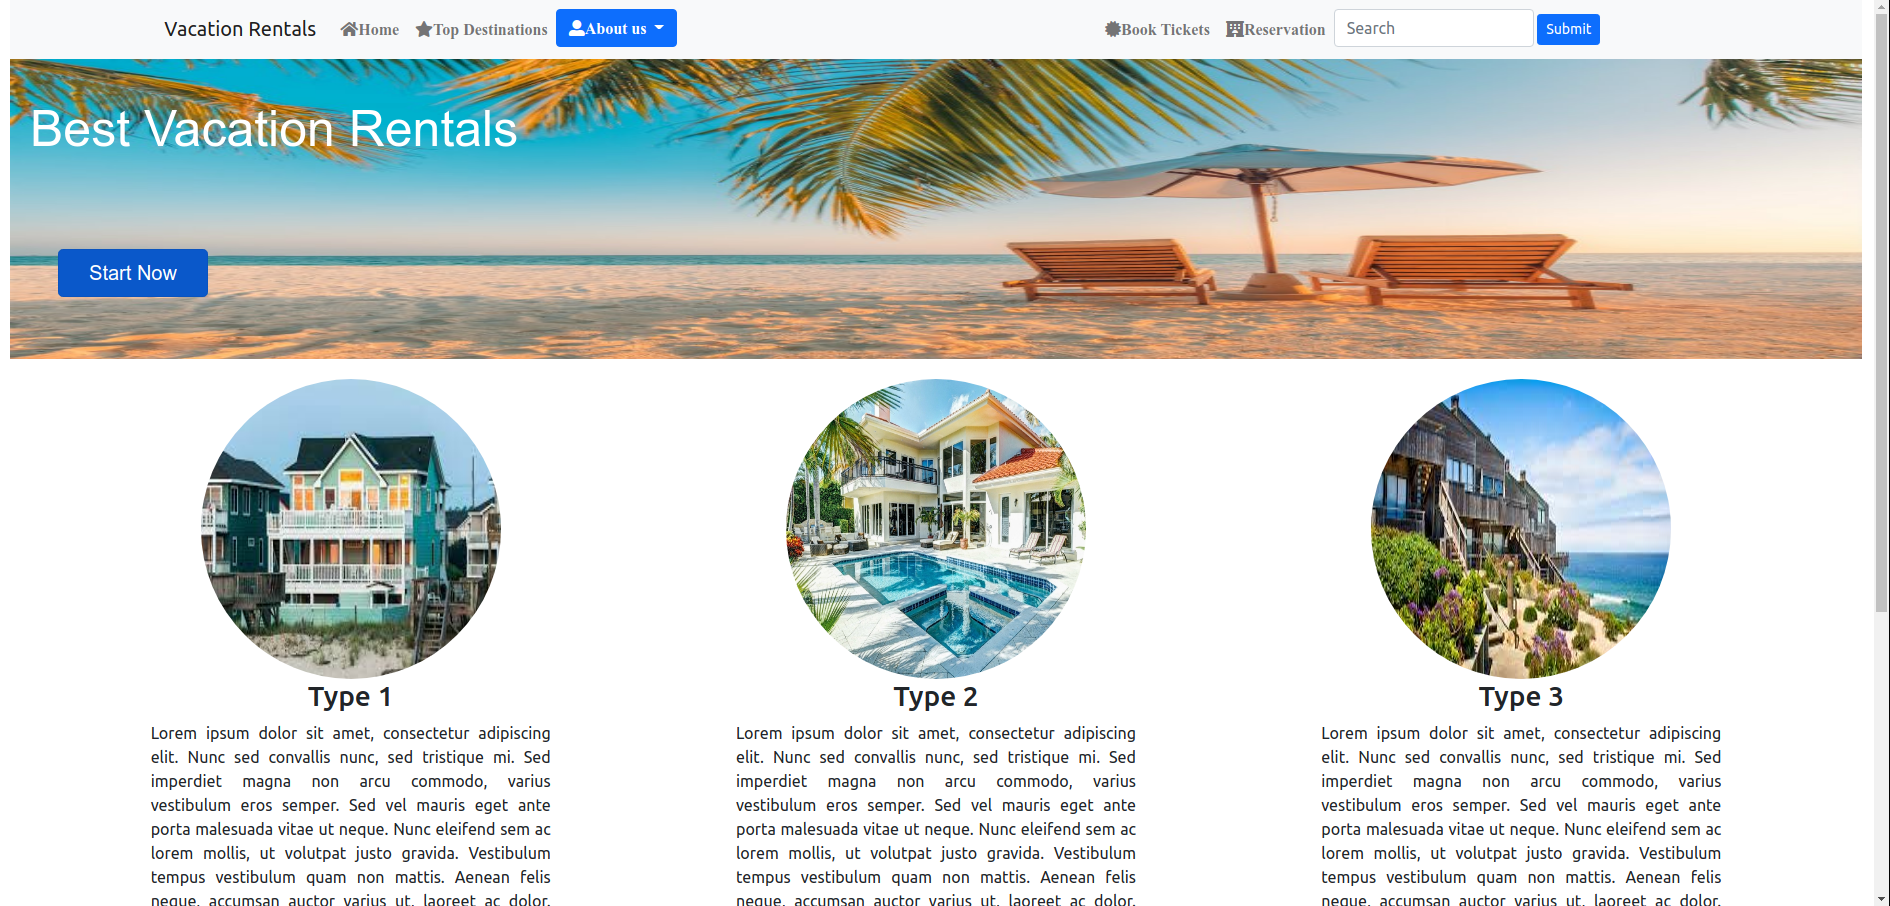 Vacation Rentals Home Top Destinations About us Book Tickets Reservation Search Submit
Best Vacation Rentals
Start Now
Type 1
Lorem ipsum dolor sit amet, consectetur adipiscing
elit. Nunc sed convallis nunc, sed tristique mi. Sed
imperdiet magna non arcu commodo, varius
vestibulum eros semper. Sed vel mauris eget ante
porta malesuada vitae ut neque. Nunc eleifend sem ac
lorem mollis, ut volutpat justo gravida. Vestibulum
tempus vestibulum quam non mattis. Aenean felis
neque, accumsan auctor varius ut, laoreet ac dolor.
Type 2
Lorem ipsum dolor sit amet, consectetur adipiscing
elit. Nunc sed convallis nunc, sed tristique mi. Sed
imperdiet magna non arcu commodo, varius
vestibulum eros semper. Sed vel mauris eget ante
porta malesuada vitae ut neque. Nunc eleifend sem ac
lorem mollis, ut volutpat justo gravida. Vestibulum
tempus vestibulum quam non mattis. Aenean felis
neque, accumsan auctor varius ut, laoreet ac dolor.
Type 3
Lorem ipsum dolor sit amet, consectetur adipiscing
elit. Nunc sed convallis nunc, sed tristique mi. Sed
imperdiet magna non arcu commodo, varius
vestibulum eros semper. Sed vel mauris eget ante
porta malesuada vitae ut neque. Nunc eleifend sem ac
lorem mollis, ut volutpat justo gravida. Vestibulum
tempus vestibulum quam non mattis. Aenean felis
neque, accumsan auctor varius ut, laoreet ac dolor.